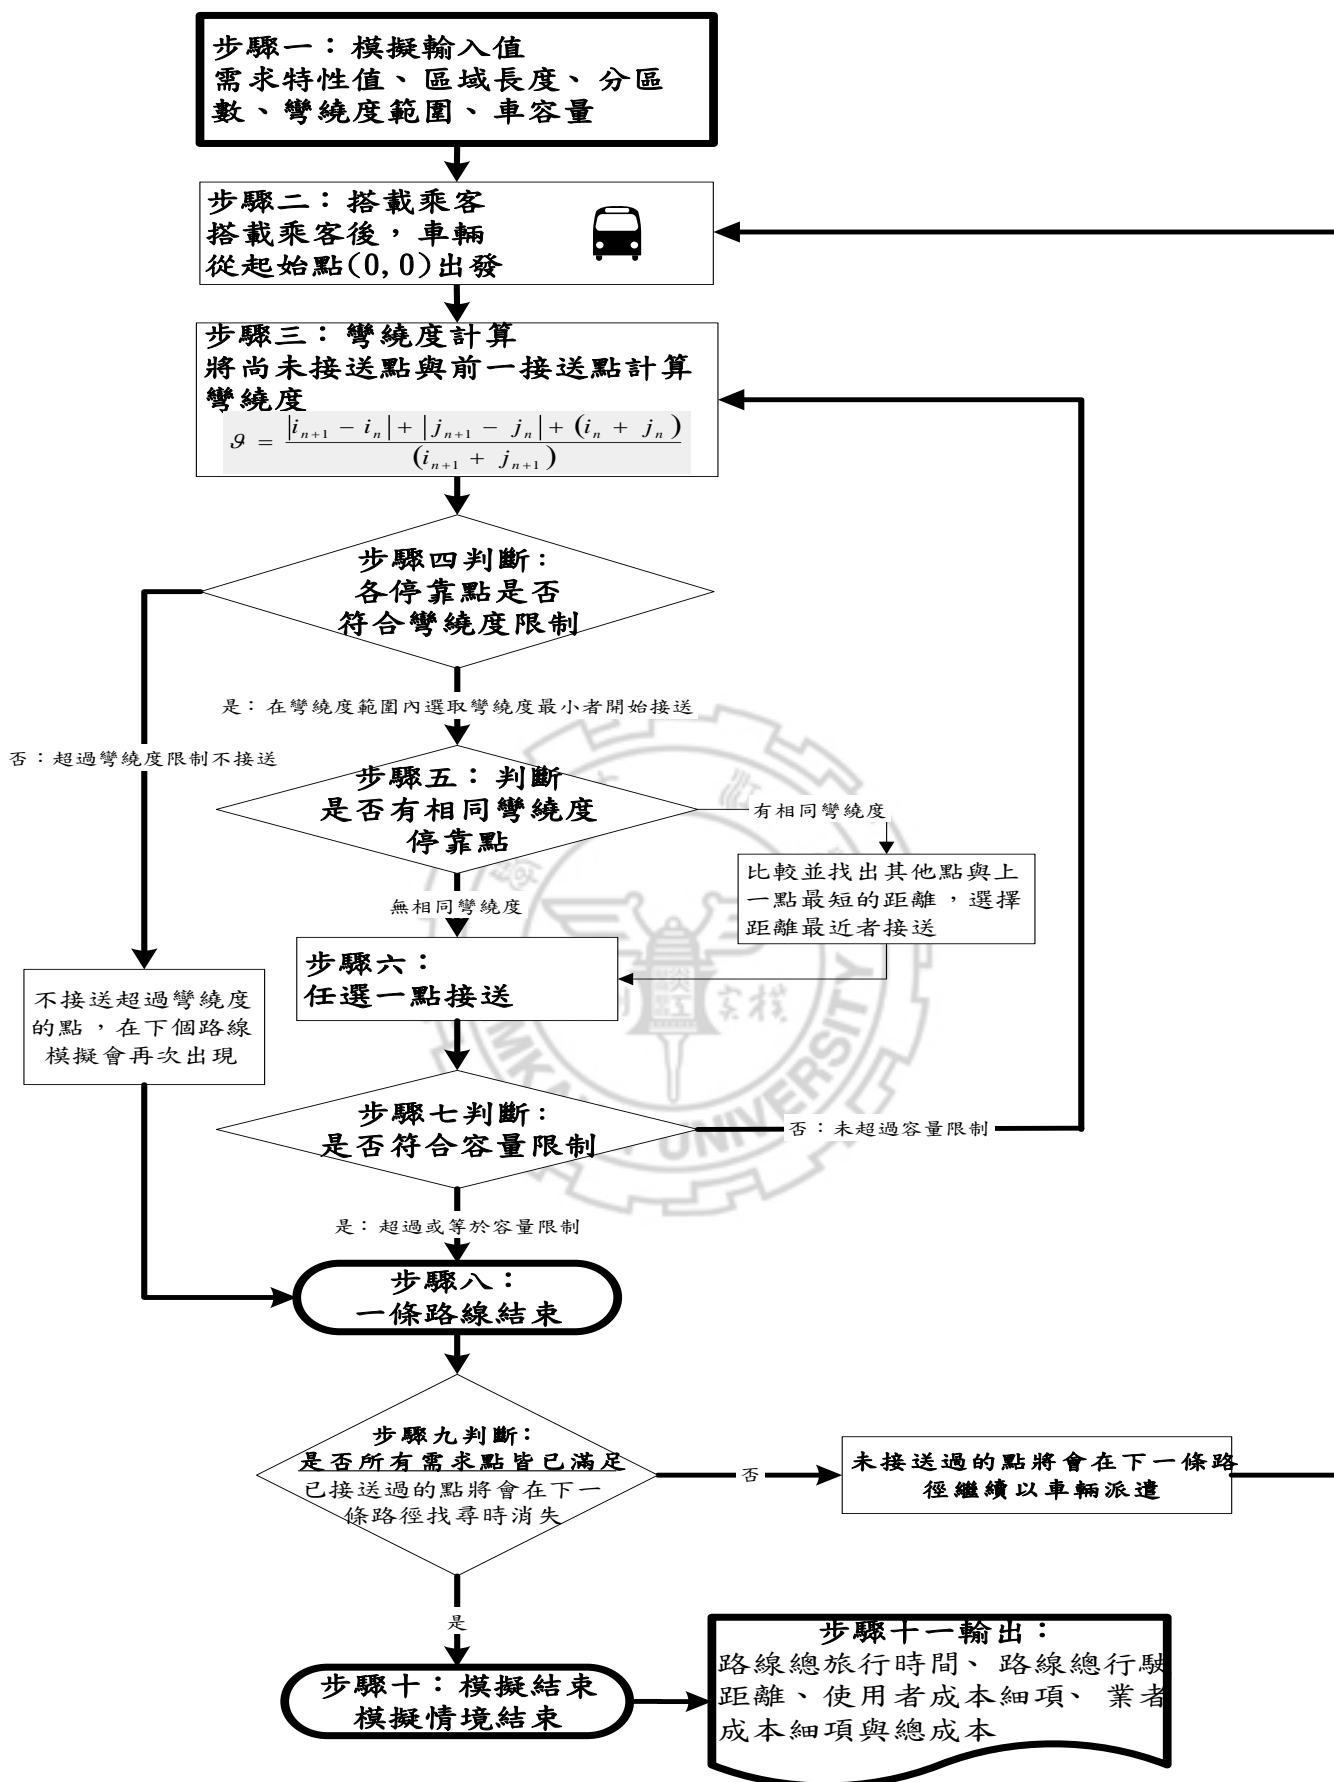 步驟一：模擬輸入值
需求特性值、區域長度、分區
數、彎繞度範圍、車容量
步驟二：搭載乘客
搭載乘客後，車輛
從起始點(0,0)出發
步驟三：彎繞度計算
將尚未接送點與前一接送點計算
彎繞度
ϑ = (|i_{n+1} − i_n| + |j_{n+1} − j_n| + (i_n + j_n)) / (i_{n+1} + j_{n+1})
步驟四判斷：
各停靠點是否
符合彎繞度限制
是：在彎繞度範圍內選取彎繞度最小者開始接送
否：超過彎繞度限制不接送
步驟五：判斷
是否有相同彎繞度
停靠點
有相同彎繞度
比較並找出其他點與上
一點最短的距離，選擇
距離最近者接送
無相同彎繞度
步驟六：
任選一點接送
不接送超過彎繞度
的點，在下個路線
模擬會再次出現
步驟七判斷：
是否符合容量限制
否：未超過容量限制
是：超過或等於容量限制
步驟八：
一條路線結束
步驟九判斷：
是否所有需求點皆已滿足
已接送過的點將會在下一
條路徑找尋時消失
否
未接送過的點將會在下一條路
徑繼續以車輛派遣
是
步驟十：模擬結束
模擬情境結束
步驟十一輸出：
路線總旅行時間、路線總行駛
距離、使用者成本細項、業者
成本細項與總成本
UNIVERSITY